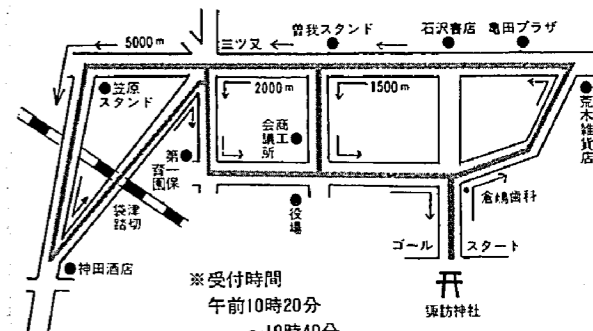 5000m
三ツ又
曽我スタンド
石沢書店
亀田プラザ
笠原
スタンド
2000m
1500m
荒木雑貨店
商工
会議所
第一
保育園
袋津
踏切
役場
倉嶋歯科
ゴール
スタート
神田酒店
諏訪神社
※受付時間
午前10時20分